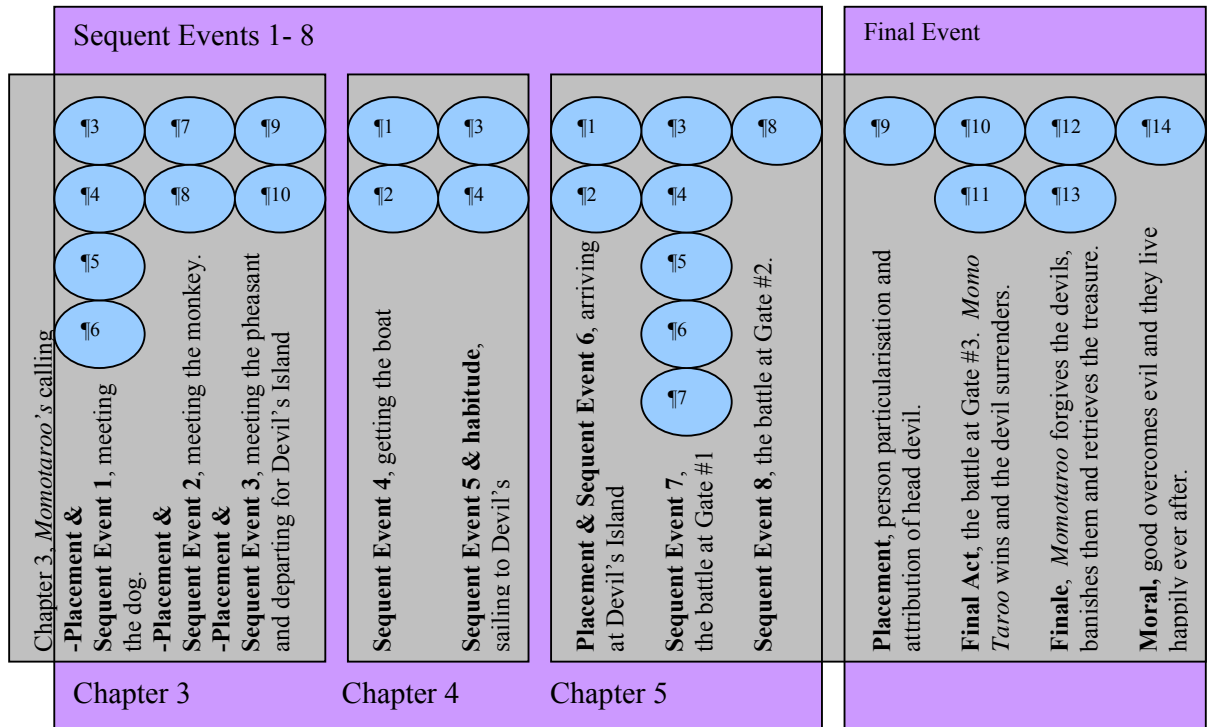 Sequent Events 1- 8
Final Event
¶3
¶7
¶9
¶4
¶8
¶10
¶5
¶6
¶1
¶3
¶2
¶4
¶1
¶3
¶8
¶2
¶4
¶5
¶6
¶7
¶9
¶10
¶12
¶14
¶11
¶13
Chapter 3, Momotaroo's calling
-Placement &
Sequent Event 1, meeting
the dog.
-Placement &
Sequent Event 2, meeting the monkey.
-Placement &
Sequent Event 3, meeting the pheasant
and departing for Devil's Island
Sequent Event 4, getting the boat
Sequent Event 5 & habitude,
sailing to Devil's
Placement & Sequent Event 6, arriving
at Devil's Island
Sequent Event 7,
the battle at Gate #1
Sequent Event 8, the battle at Gate #2.
Placement, person particularisation and
attribution of head devil.
Final Act, the battle at Gate #3. Momo
Taroo wins and the devil surrenders.
Finale, Momotaroo forgives the devils,
banishes them and retrieves the treasure.
Moral, good overcomes evil and they live
happily ever after.
Chapter 3
Chapter 4
Chapter 5